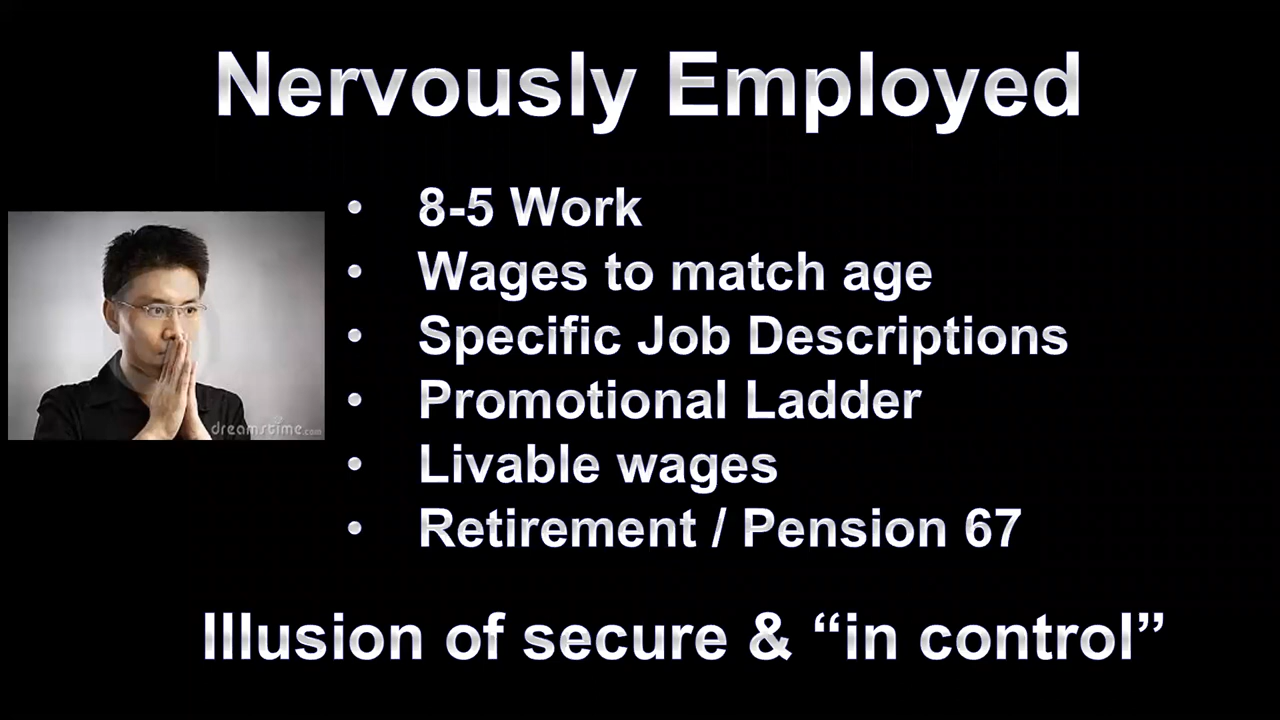 Nervously Employed
• 8-5 Work
• Wages to match age
• Specific Job Descriptions
• Promotional Ladder
• Livable wages
• Retirement / Pension 67
dreamstime.com
Illusion of secure & “in control”